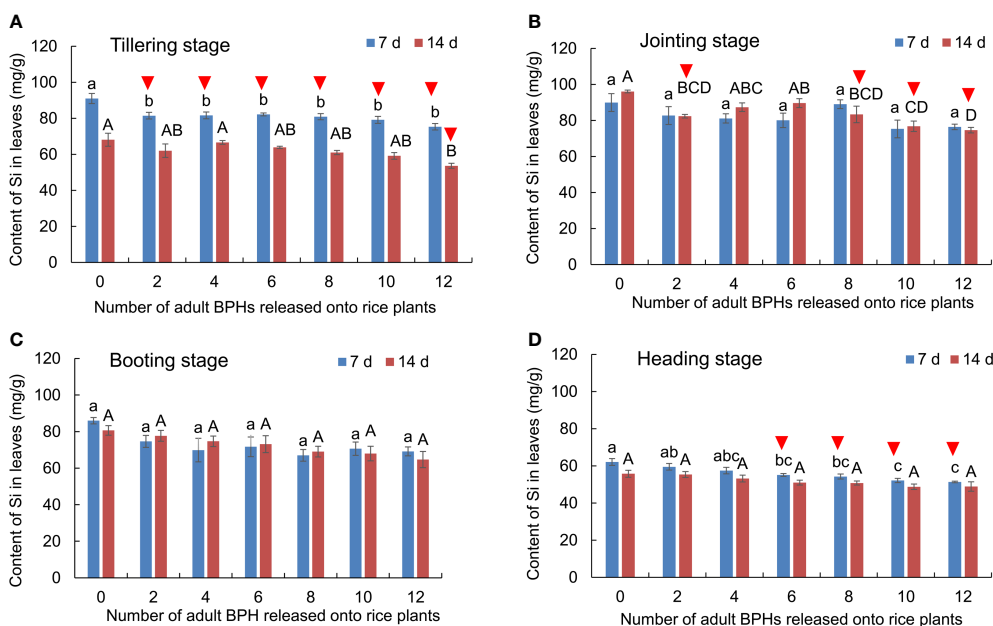 A
Tillering stage
7 d 14 d
Content of Si in leaves (mg/g)
120
100
80
60
40
20
0
a A b AB b A b AB b AB b AB b B
0 2 4 6 8 10 12
Number of adult BPHs released onto rice plants
B
Jointing stage
7 d 14 d
Content of Si in leaves (mg/g)
120
100
80
60
40
20
0
a A a BCD a ABC a AB a BCD a CD a D
0 2 4 6 8 10 12
Number of adult BPHs released onto rice plants
C
Booting stage
7 d 14 d
Content of Si in leaves (mg/g)
120
100
80
60
40
20
0
a A a A a A a A a A a A a A
0 2 4 6 8 10 12
Number of adult BPH released onto rice plants
D
Heading stage
7 d 14 d
Content of Si in leaves (mg/g)
120
100
80
60
40
20
0
a A ab A abc A bc A bc A c A c A
0 2 4 6 8 10 12
Number of adult BPHs released onto rice plants